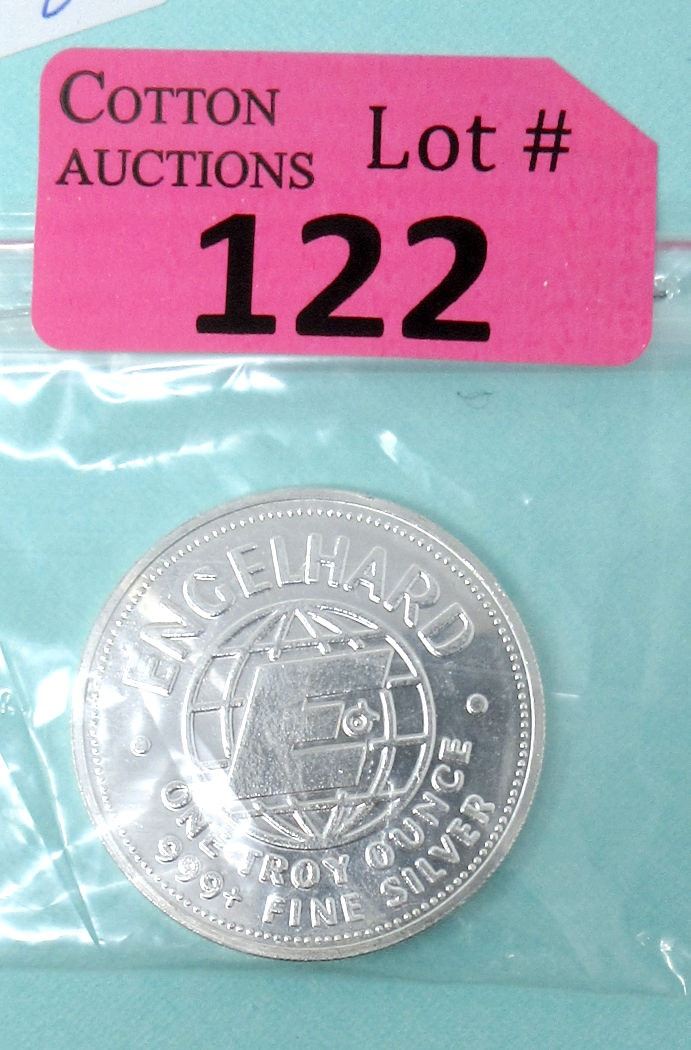 COTTON
AUCTIONS
Lot #
122
ENGELHARD
E
ONE TROY OUNCE
999+ FINE SILVER